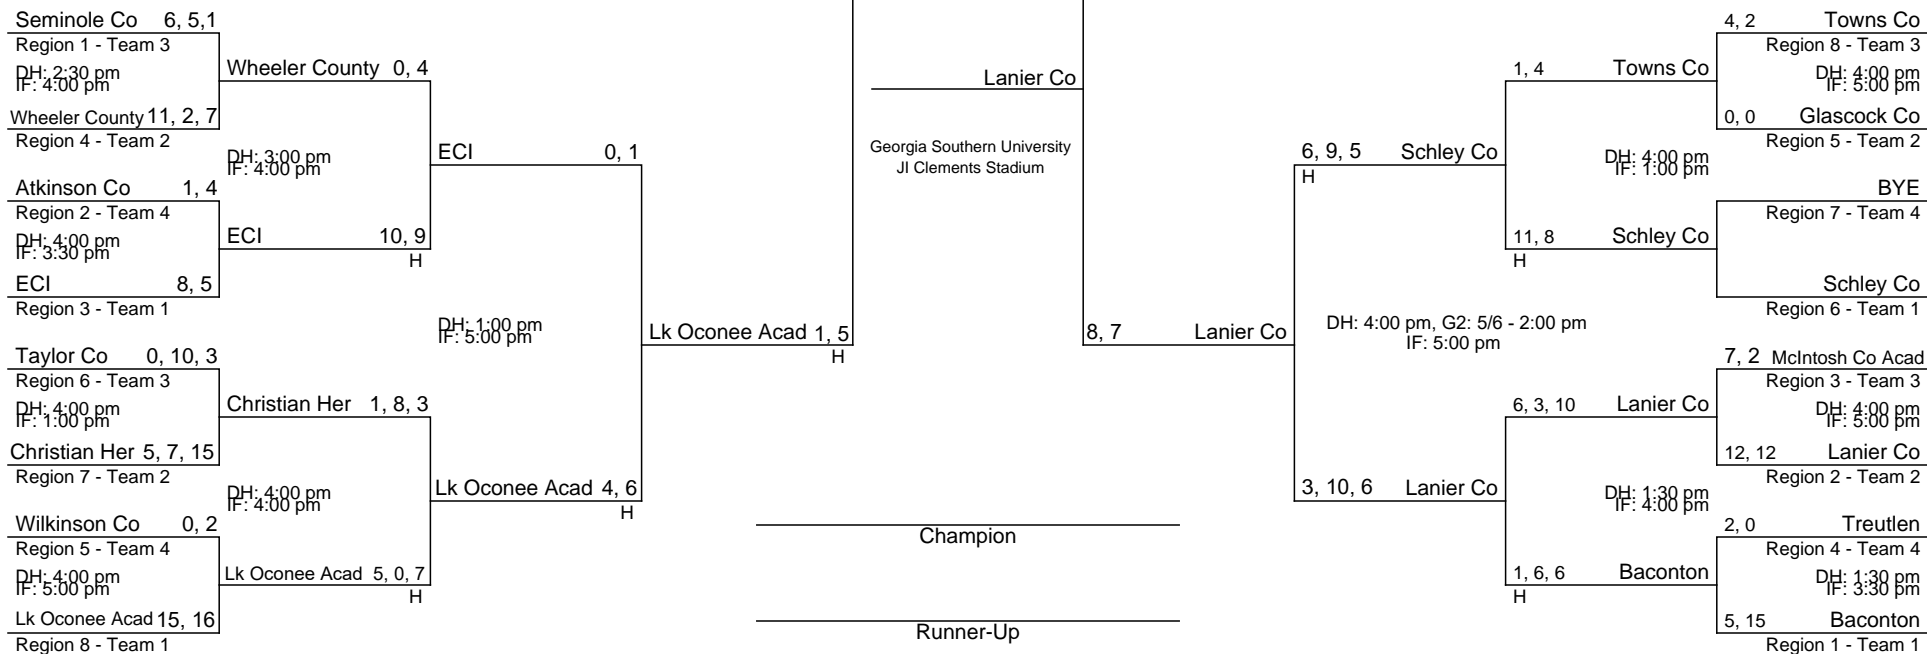 Seminole Co 6, 5,1
Region 1 - Team 3
DH: 2:30 pm
IF: 4:00 pm
Wheeler County 11, 2, 7
Region 4 - Team 2
Atkinson Co 1, 4
Region 2 - Team 4
DH: 4:00 pm
IF: 3:30 pm
ECI 8, 5
Region 3 - Team 1
Taylor Co 0, 10, 3
Region 6 - Team 3
DH: 4:00 pm
IF: 1:00 pm
Christian Her 5, 7, 15
Region 7 - Team 2
Wilkinson Co 0, 2
Region 5 - Team 4
DH: 4:00 pm
IF: 5:00 pm
Lk Oconee Acad 15, 16
Region 8 - Team 1
Wheeler County 0, 4
DH: 3:00 pm
IF: 4:00 pm
ECI 10, 9
H
Christian Her 1, 8, 3
DH: 4:00 pm
IF: 4:00 pm
Lk Oconee Acad 5, 0, 7
H
ECI 0, 1
DH: 1:00 pm
IF: 5:00 pm
Lk Oconee Acad 4, 6
H
Lk Oconee Acad 1, 5
H
Lanier Co
Georgia Southern University
JI Clements Stadium
Champion
Runner-Up
8, 7 Lanier Co
6, 9, 5 Schley Co
H
DH: 4:00 pm, G2: 5/6 - 2:00 pm
IF: 5:00 pm
3, 10, 6 Lanier Co
1, 4 Towns Co
DH: 4:00 pm
IF: 1:00 pm
11, 8 Schley Co
H
6, 3, 10 Lanier Co
DH: 1:30 pm
IF: 4:00 pm
1, 6, 6 Baconton
H
4, 2 Towns Co
Region 8 - Team 3
DH: 4:00 pm
IF: 5:00 pm
0, 0 Glascock Co
Region 5 - Team 2
BYE
Region 7 - Team 4
Schley Co
Region 6 - Team 1
7, 2 McIntosh Co Acad
Region 3 - Team 3
DH: 4:00 pm
IF: 5:00 pm
12, 12 Lanier Co
Region 2 - Team 2
2, 0 Treutlen
Region 4 - Team 4
DH: 1:30 pm
IF: 3:30 pm
5, 15 Baconton
Region 1 - Team 1